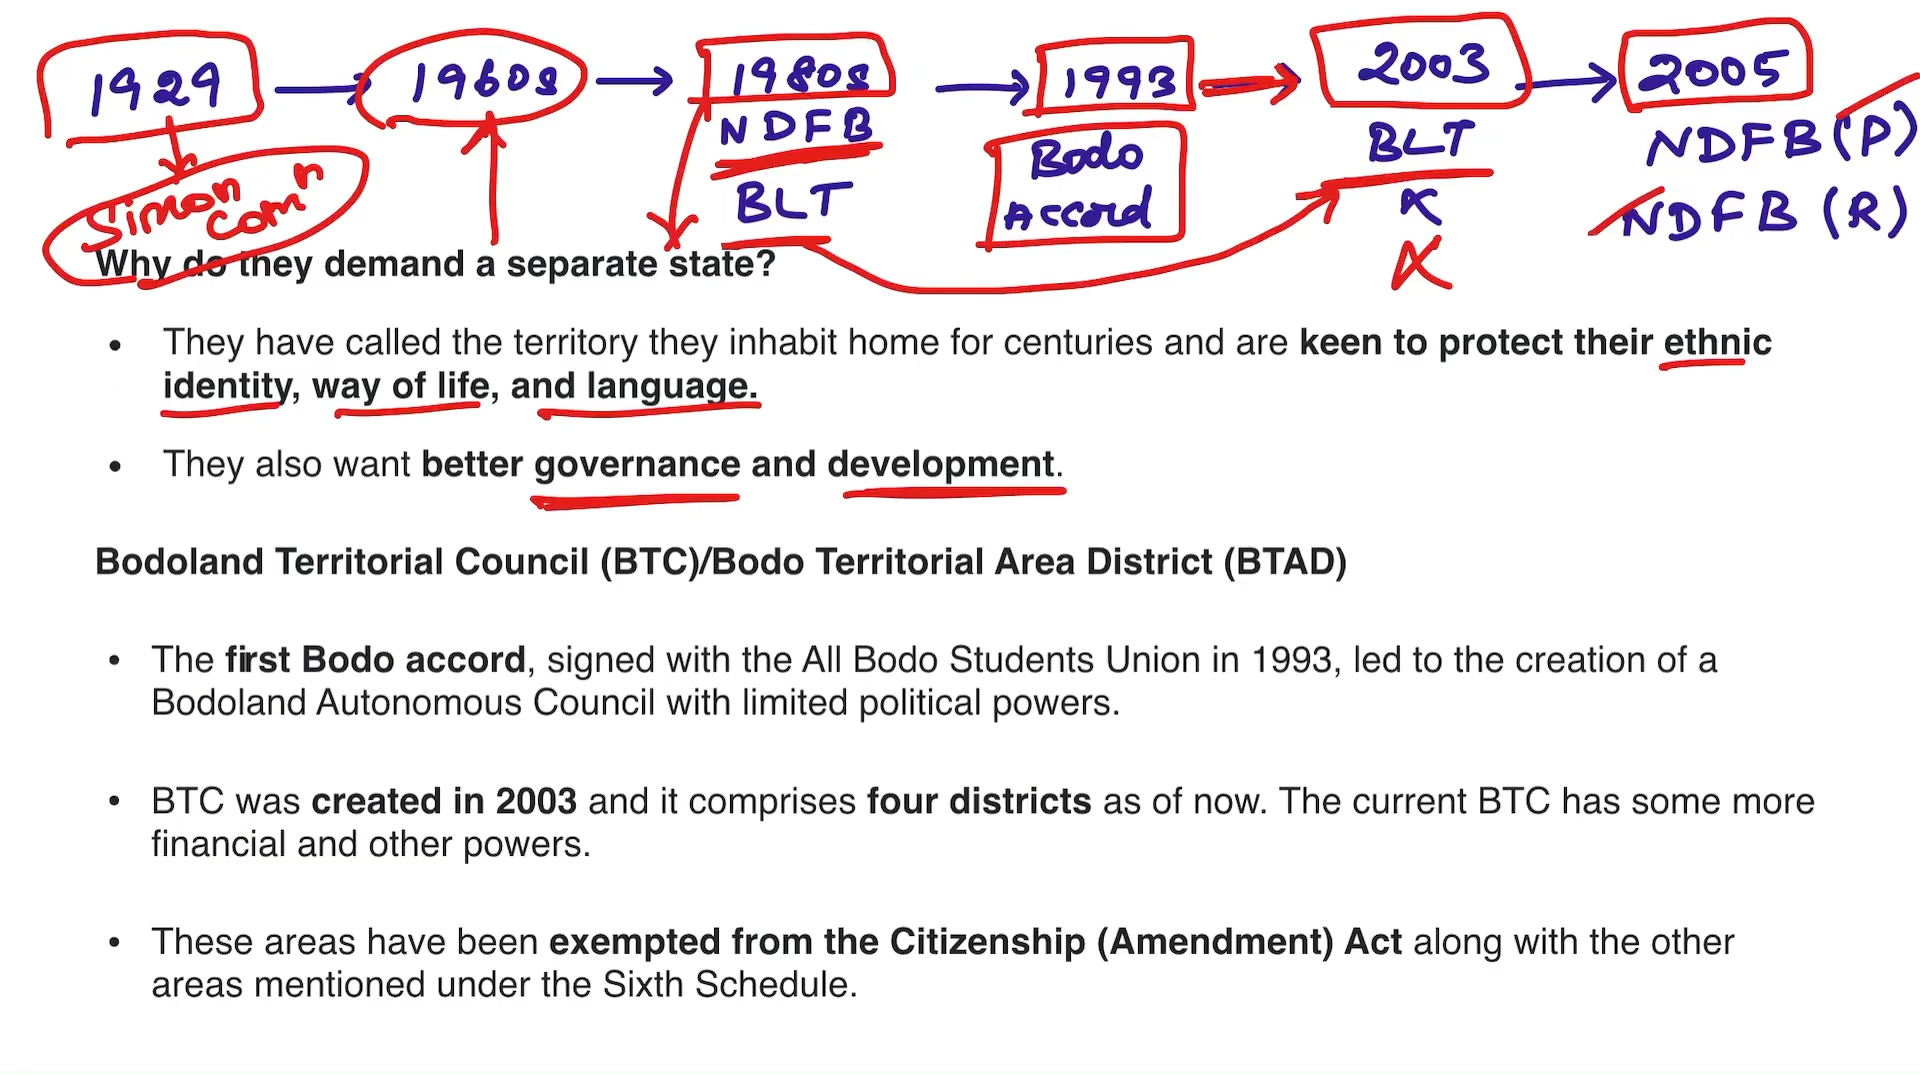 1929 1960s 1980s 1993 2003 2005
NDFB Bodo BLT NDFB (P)
Simon Comⁿ BLT Accord NDFB (R)
Why do they demand a separate state?
• They have called the territory they inhabit home for centuries and are keen to protect their ethnic
identity, way of life, and language.
• They also want better governance and development.
Bodoland Territorial Council (BTC)/Bodo Territorial Area District (BTAD)
• The first Bodo accord, signed with the All Bodo Students Union in 1993, led to the creation of a
Bodoland Autonomous Council with limited political powers.
• BTC was created in 2003 and it comprises four districts as of now. The current BTC has some more
financial and other powers.
• These areas have been exempted from the Citizenship (Amendment) Act along with the other
areas mentioned under the Sixth Schedule.